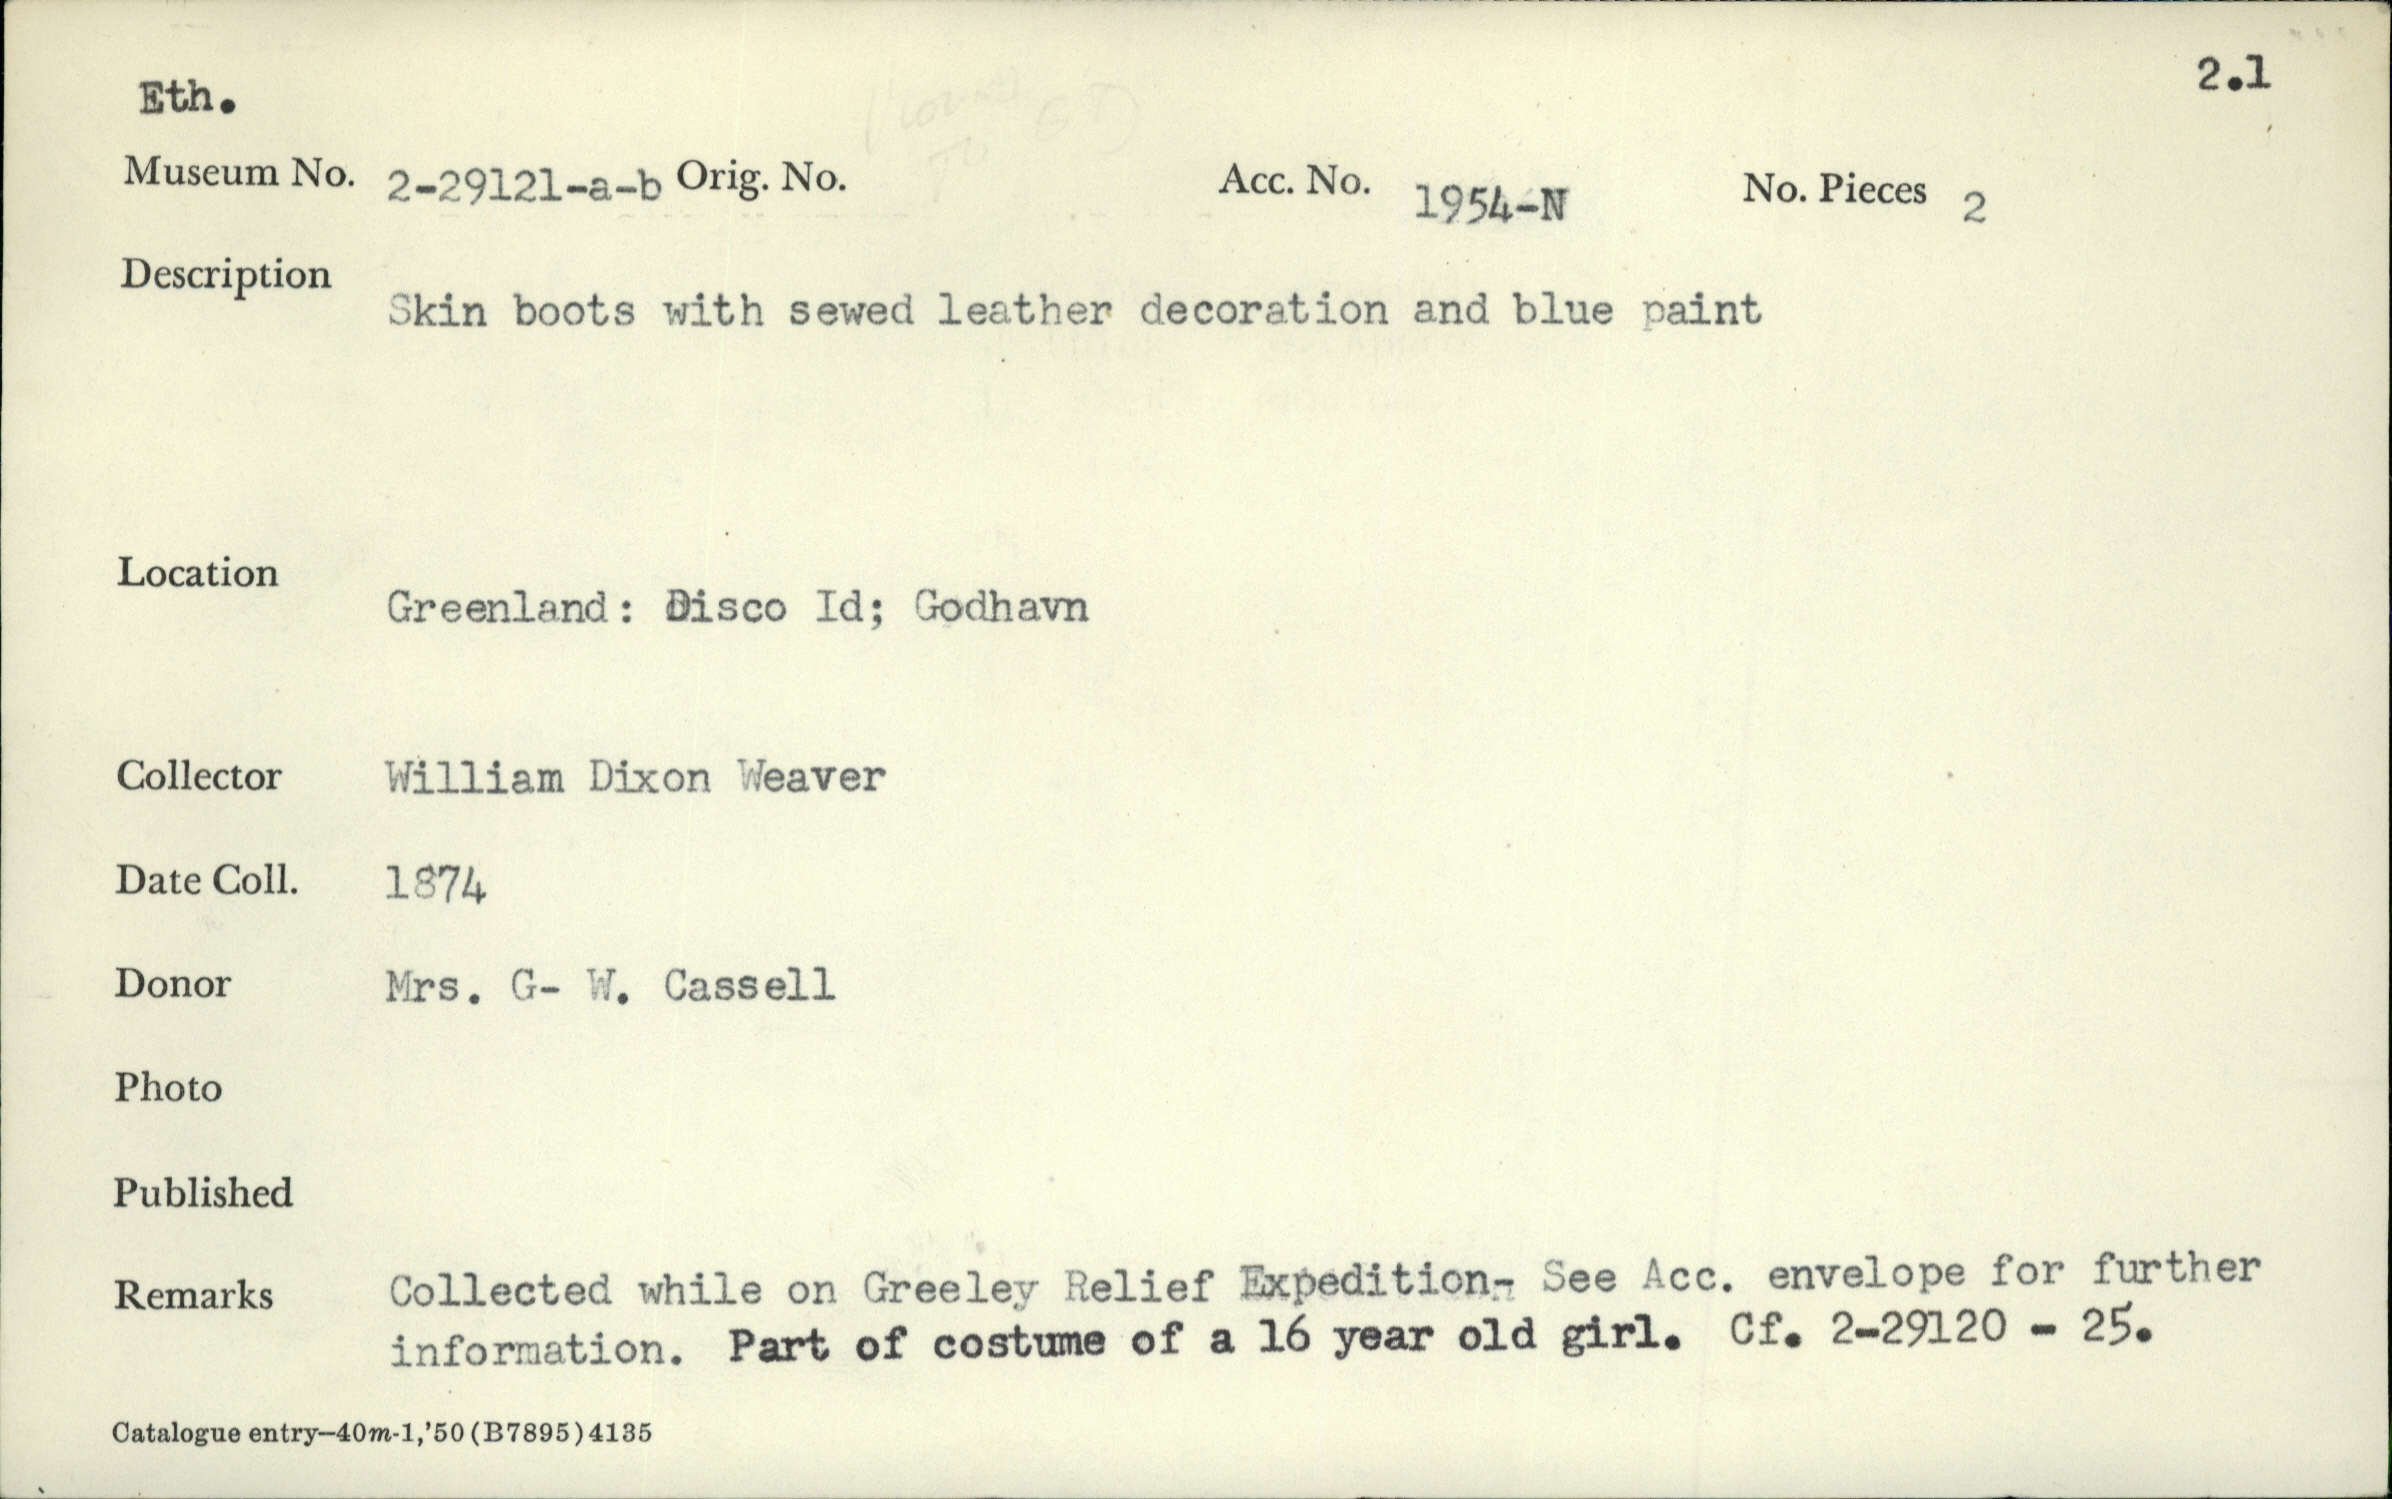 2.1
Eth.
Museum No. 2-29121-a-b Orig. No. Acc. No. 1954-N No. Pieces 2
Description
Skin boots with sewed leather decoration and blue paint
Location
Greenland: Disco Id; Godhavn
Collector William Dixon Weaver
Date Coll. 1874
Donor Mrs. G- W. Cassell
Photo
Published
Remarks Collected while on Greeley Relief Expedition- See Acc. envelope for further
information. Part of costume of a 16 year old girl. Cf. 2-29120 - 25.
Catalogue entry—40m-1,'50(B7895)4135